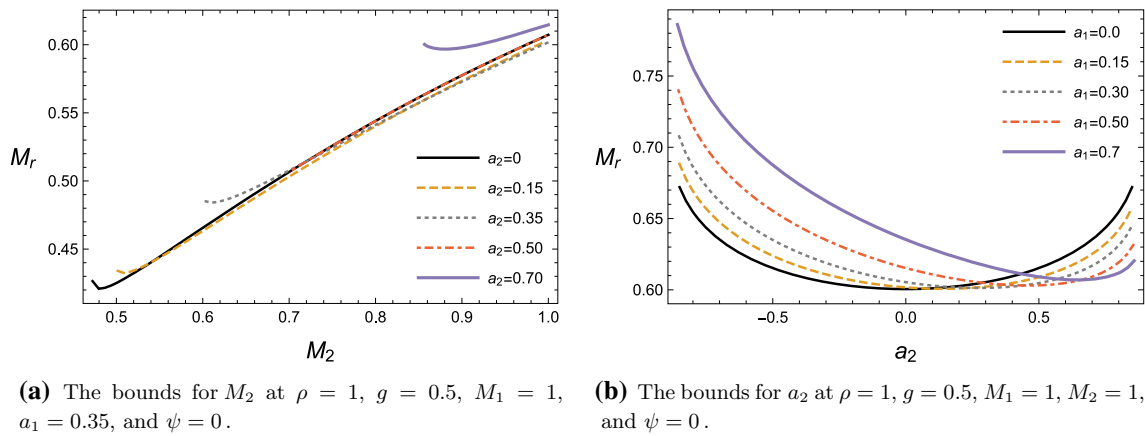 0.60
0.55
0.50
0.45
M_r
0.5 0.6 0.7 0.8 0.9 1.0
M_2
a_2=0
a_2=0.15
a_2=0.35
a_2=0.50
a_2=0.70
(a) The bounds for M_2 at ρ = 1, g = 0.5, M_1 = 1,
a_1 = 0.35, and ψ = 0 .
0.75
0.70
0.65
0.60
M_r
−0.5 0.0 0.5
a_2
a_1=0.0
a_1=0.15
a_1=0.30
a_1=0.50
a_1=0.7
(b) The bounds for a_2 at ρ = 1, g = 0.5, M_1 = 1, M_2 = 1,
and ψ = 0 .